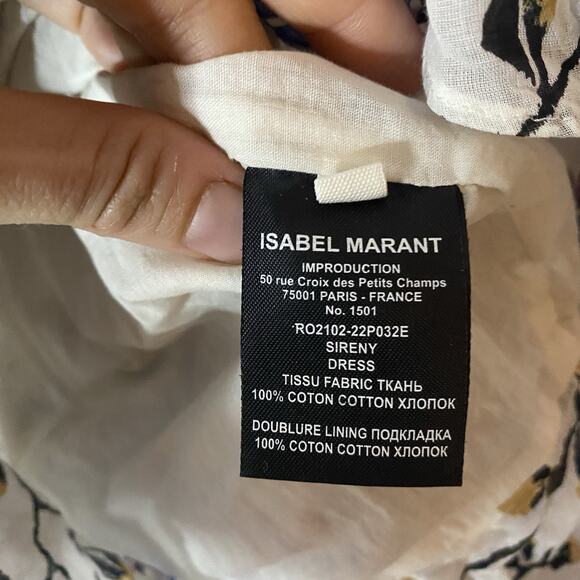 ISABEL MARANT
IMPRODUCTION
50 rue Croix des Petits Champs
75001 PARIS - FRANCE
No. 1501
RO2102-22P032E
SIRENY
DRESS
TISSU FABRIC ТКАНЬ
100% COTON COTTON ХЛОПОК
DOUBLURE LINING ПОДКЛАДКА
100% COTON COTTON ХЛОПОК